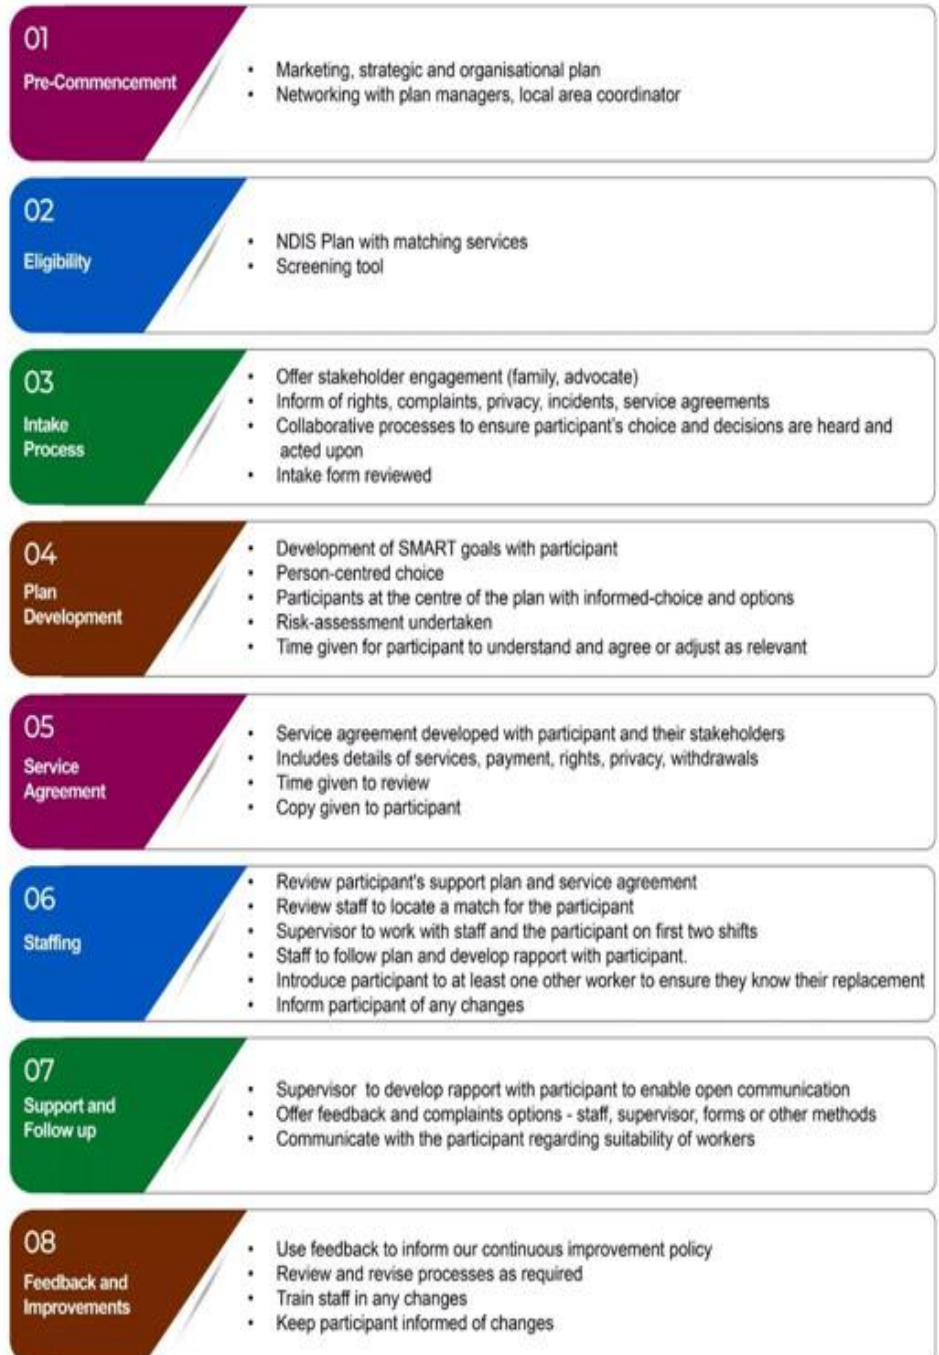 01
Pre-Commencement
• Marketing, strategic and organisational plan
• Networking with plan managers, local area coordinator
02
Eligibility
• NDIS Plan with matching services
• Screening tool
03
Intake
Process
• Offer stakeholder engagement (family, advocate)
• Inform of rights, complaints, privacy, incidents, service agreements
• Collaborative processes to ensure participant's choice and decisions are heard and
acted upon
• Intake form reviewed
04
Plan
Development
• Development of SMART goals with participant
• Person-centred choice
• Participants at the centre of the plan with informed-choice and options
• Risk-assessment undertaken
• Time given for participant to understand and agree or adjust as relevant
05
Service
Agreement
• Service agreement developed with participant and their stakeholders
• Includes details of services, payment, rights, privacy, withdrawals
• Time given to review
• Copy given to participant
06
Staffing
• Review participant's support plan and service agreement
• Review staff to locate a match for the participant
• Supervisor to work with staff and the participant on first two shifts
• Staff to follow plan and develop rapport with participant.
• Introduce participant to at least one other worker to ensure they know their replacement
• Inform participant of any changes
07
Support and
Follow up
• Supervisor to develop rapport with participant to enable open communication
• Offer feedback and complaints options - staff, supervisor, forms or other methods
• Communicate with the participant regarding suitability of workers
08
Feedback and
Improvements
• Use feedback to inform our continuous improvement policy
• Review and revise processes as required
• Train staff in any changes
• Keep participant informed of changes